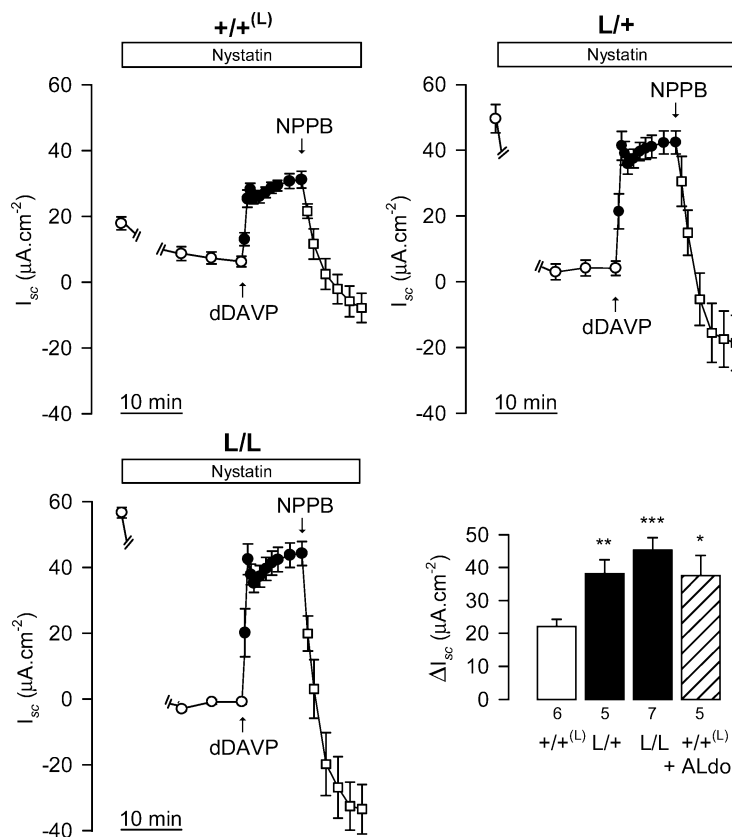 +/+(L)
Nystatin
60
40
20
0
-20
-40
Isc (µA.cm-2)
NPPB
dDAVP
10 min
L/+
Nystatin
60
40
20
0
-20
-40
Isc (µA.cm-2)
NPPB
dDAVP
10 min
L/L
Nystatin
60
40
20
0
-20
-40
Isc (µA.cm-2)
NPPB
dDAVP
10 min
50
40
30
20
10
0
ΔIsc (µA.cm-2)
** *** *
6 5 7 5
+/+(L) L/+ L/L +/+(L)
+ ALdo